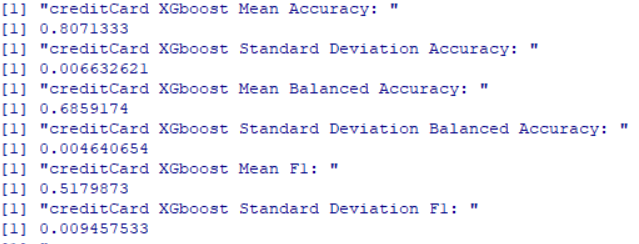 [1] "creditCard XGboost Mean Accuracy: "
[1] 0.8071333
[1] "creditCard XGboost Standard Deviation Accuracy: "
[1] 0.006632621
[1] "creditCard XGboost Mean Balanced Accuracy: "
[1] 0.6859174
[1] "creditCard XGboost Standard Deviation Balanced Accuracy: "
[1] 0.004640654
[1] "creditCard XGboost Mean F1: "
[1] 0.5179873
[1] "creditCard XGboost Standard Deviation F1: "
[1] 0.009457533